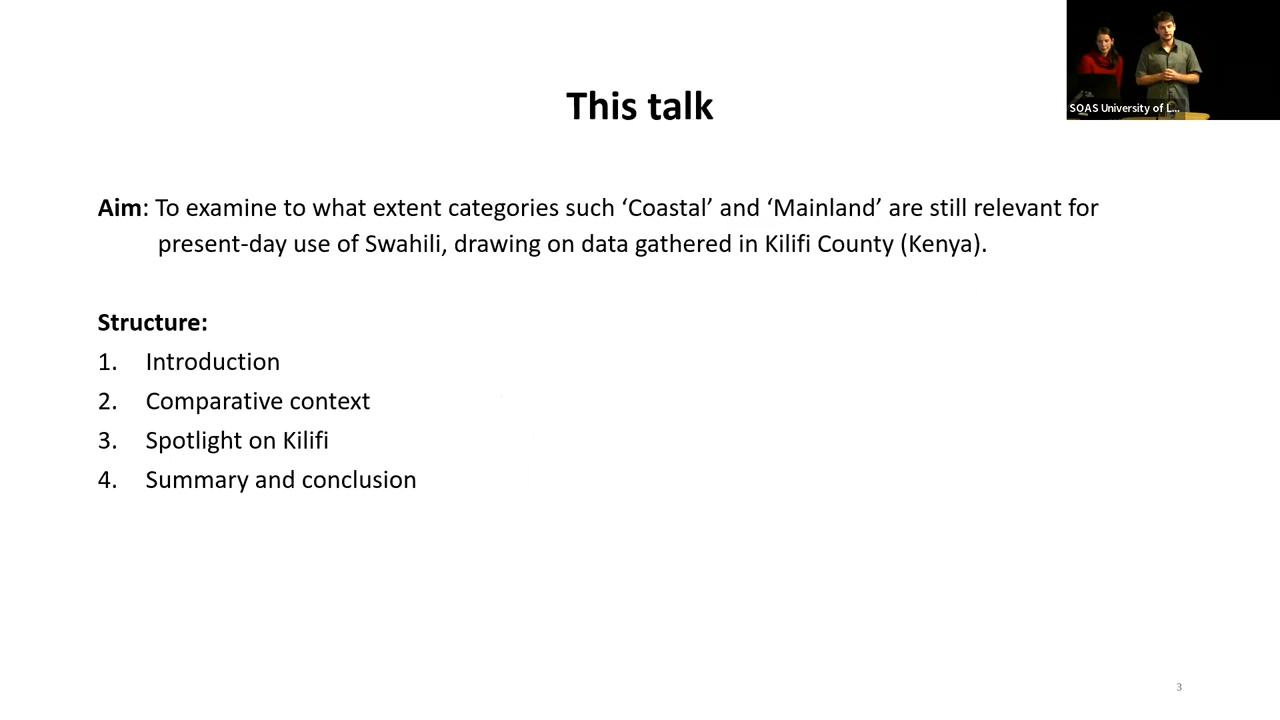 SOAS University of L...
This talk
Aim: To examine to what extent categories such ‘Coastal’ and ‘Mainland’ are still relevant for
present-day use of Swahili, drawing on data gathered in Kilifi County (Kenya).
Structure:
1. Introduction
2. Comparative context
3. Spotlight on Kilifi
4. Summary and conclusion
3